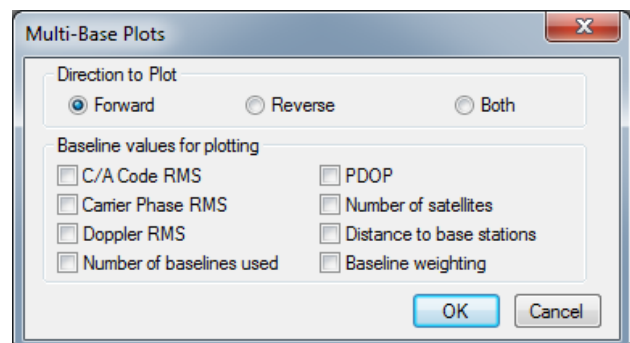 Multi-Base Plots
Direction to Plot
Forward Reverse Both
Baseline values for plotting
C/A Code RMS PDOP
Carrier Phase RMS Number of satellites
Doppler RMS Distance to base stations
Number of baselines used Baseline weighting
OK Cancel